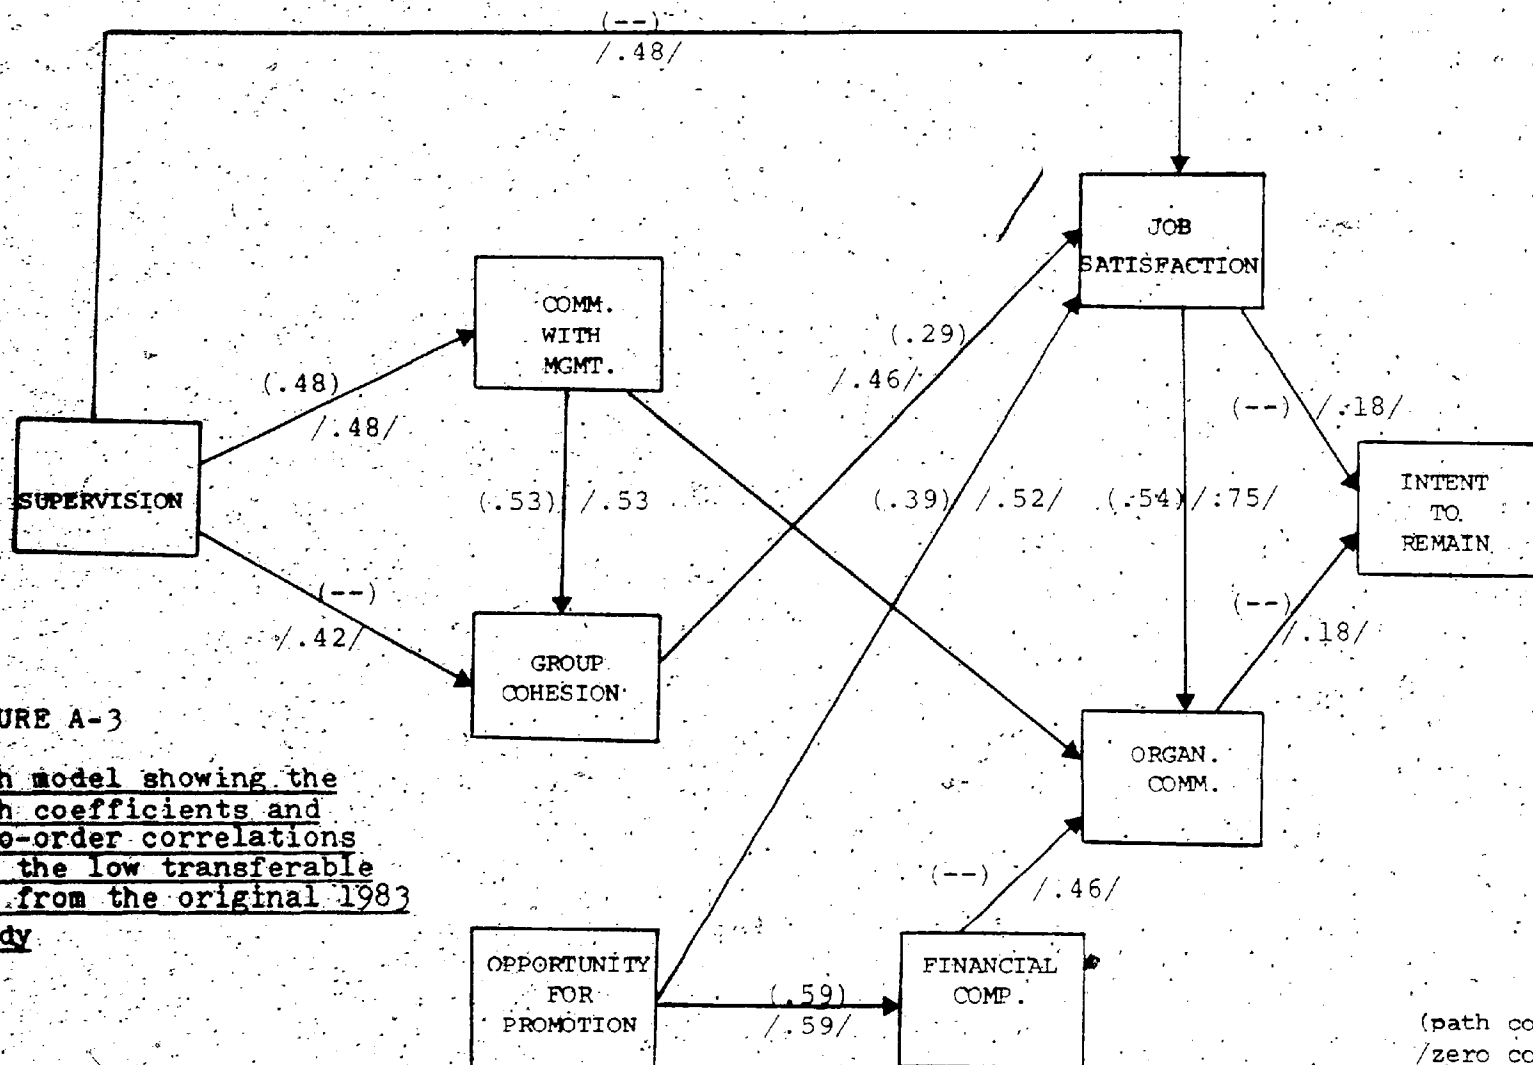 (--)
/.48/
JOB
SATISFACTION
COMM.
WITH
MGMT.
(.29)
/.46/
(.48)
/.48/
(--) /.18/
SUPERVISION
(.53) /.53
(.39) /.52/
(.54)/.75/
INTENT
TO
REMAIN
(--)
/.42/
(--)
/.18/
GROUP
COHESION
URE A-3
ORGAN.
COMM.
h model showing the
h coefficients and
o-order correlations
the low transferable
from the original 1983
dy
(--)
/.46/
OPPORTUNITY
FOR
PROMOTION
(.59)
/.59/
FINANCIAL
COMP.
(path co
/zero co